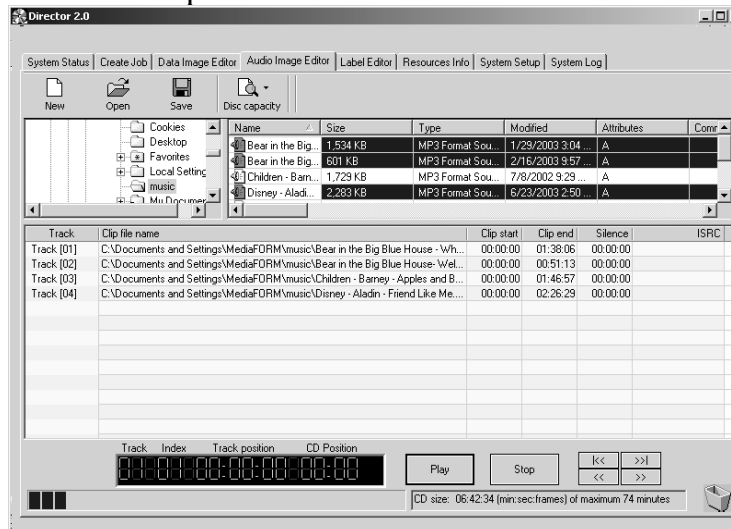 Director 2.0
System Status Create Job Data Image Editor Audio Image Editor Label Editor Resources Info System Setup System Log
New Open Save Disc capacity
Cookies
Desktop
Favorites
Local Setting
music
My Documen
Name Size Type Modified Attributes Comr
Bear in the Big... 1,534 KB MP3 Format Sou... 1/29/2003 3:04 ... A
Bear in the Big... 601 KB MP3 Format Sou... 2/16/2003 9:57 ... A
Children - Barn... 1,729 KB MP3 Format Sou... 7/8/2002 9:29 ... A
Disney - Aladi... 2,283 KB MP3 Format Sou... 6/23/2003 2:50 ... A
Track Clip file name Clip start Clip end Silence ISRC
Track [01] C:\Documents and Settings\MediaFORM\music\Bear in the Big Blue House - Wh... 00:00:00 01:38:06 00:00:00
Track [02] C:\Documents and Settings\MediaFORM\music\Bear in the Big Blue House- Wel... 00:00:00 00:51:13 00:00:00
Track [03] C:\Documents and Settings\MediaFORM\music\Children - Barney - Apples and B... 00:00:00 01:46:57 00:00:00
Track [04] C:\Documents and Settings\MediaFORM\music\Disney - Aladin - Friend Like Me.... 00:00:00 02:26:29 00:00:00
Track Index Track position CD Position
00 00 00:00:00 00:00:00
Play Stop |<< >>|
<< >>
CD size: 06:42:34 (min:sec:frames) of maximum 74 minutes